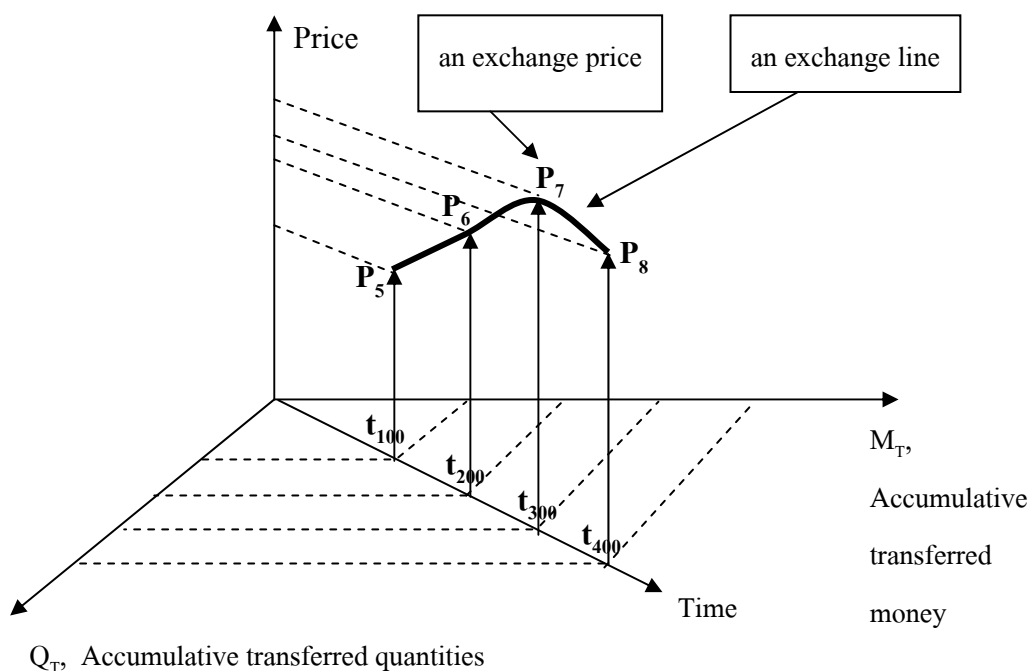 Price
an exchange price
an exchange line
P7
P6
P5
P8
t100
t200
t300
t400
MT,
Accumulative
transferred
money
Time
QT, Accumulative transferred quantities